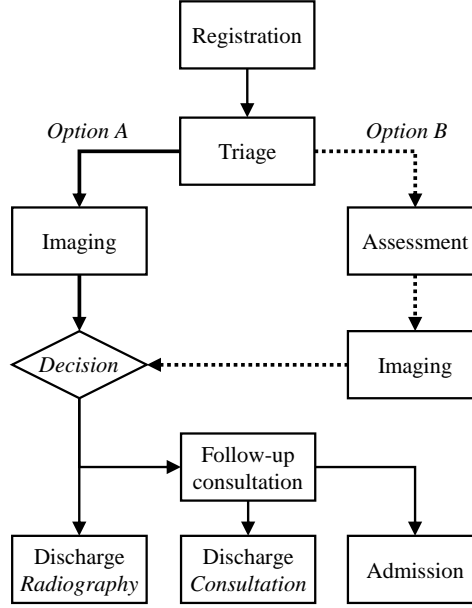 Registration
Option A
Option B
Triage
Imaging
Assessment
Decision
Imaging
Follow-up
consultation
Discharge
Radiography
Discharge
Consultation
Admission